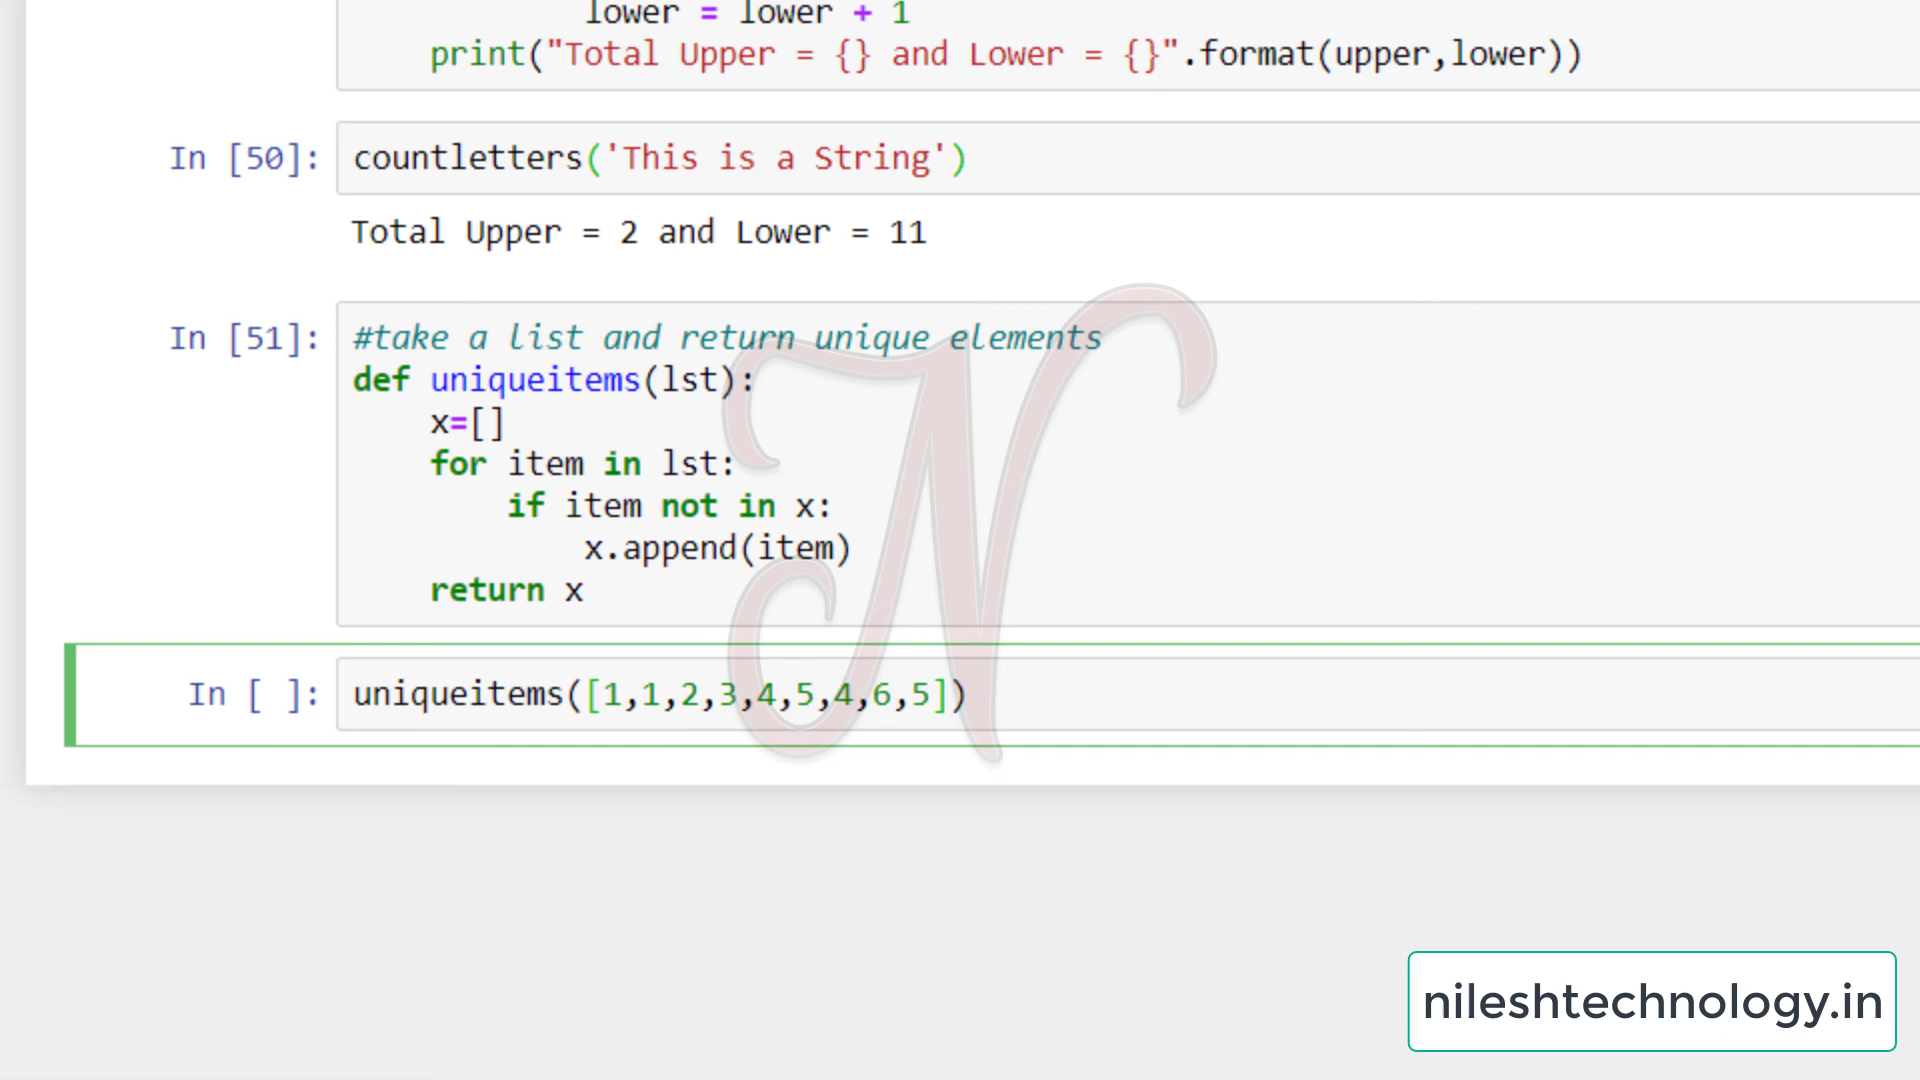 lower = lower + 1
print("Total Upper = {} and Lower = {}".format(upper,lower))
In [50]: countletters('This is a String')
Total Upper = 2 and Lower = 11
In [51]: #take a list and return unique elements
def uniqueitems(lst):
x=[]
for item in lst:
if item not in x:
x.append(item)
return x
In [ ]: uniqueitems([1,1,2,3,4,5,4,6,5])
N
nileshtechnology.in